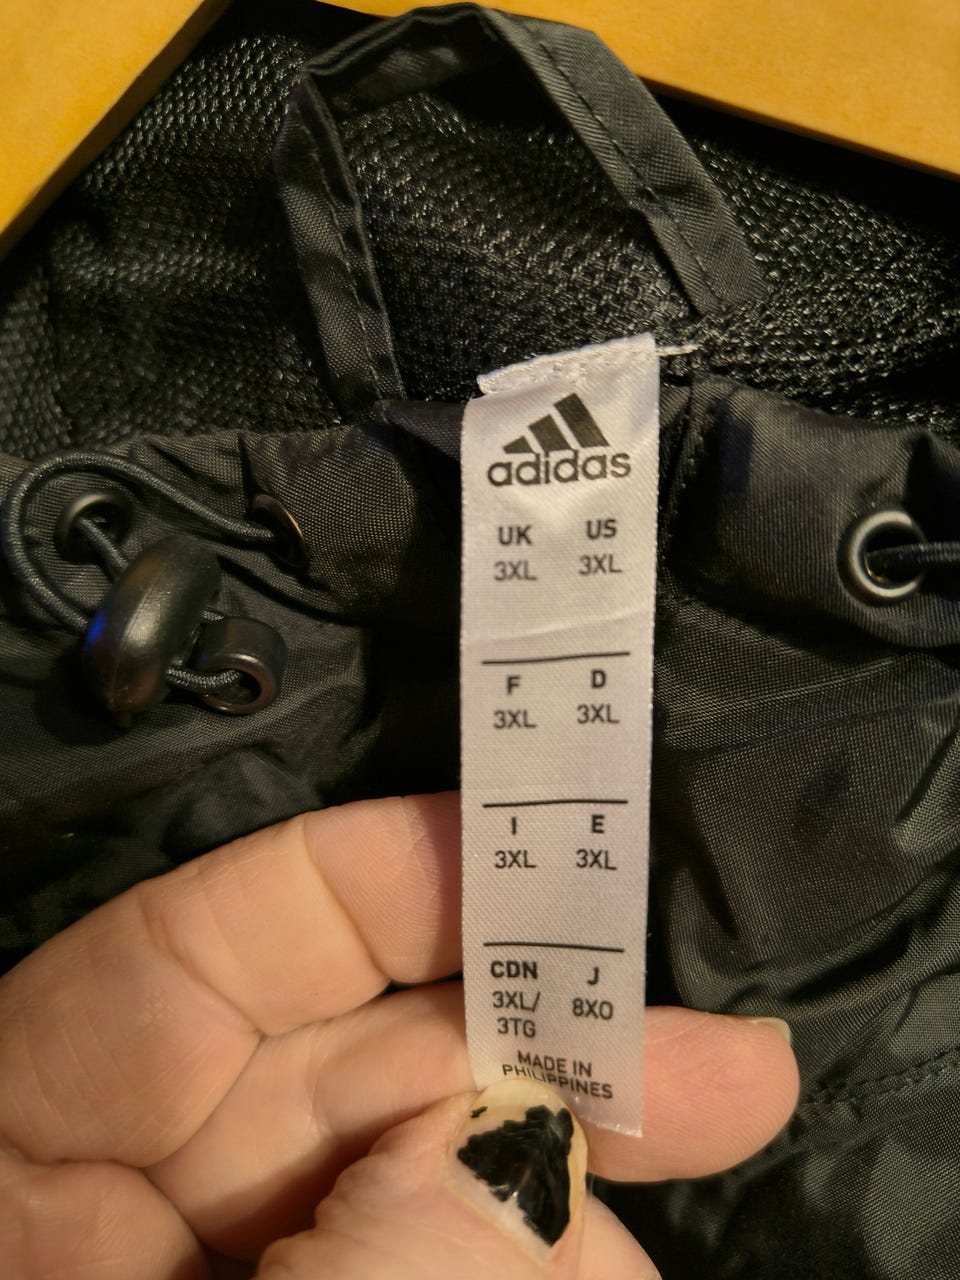 adidas
UK US
3XL 3XL
F D
3XL 3XL
I E
3XL 3XL
CDN J
3XL/ 8XO
3TG
MADE IN
PHILIPPINES